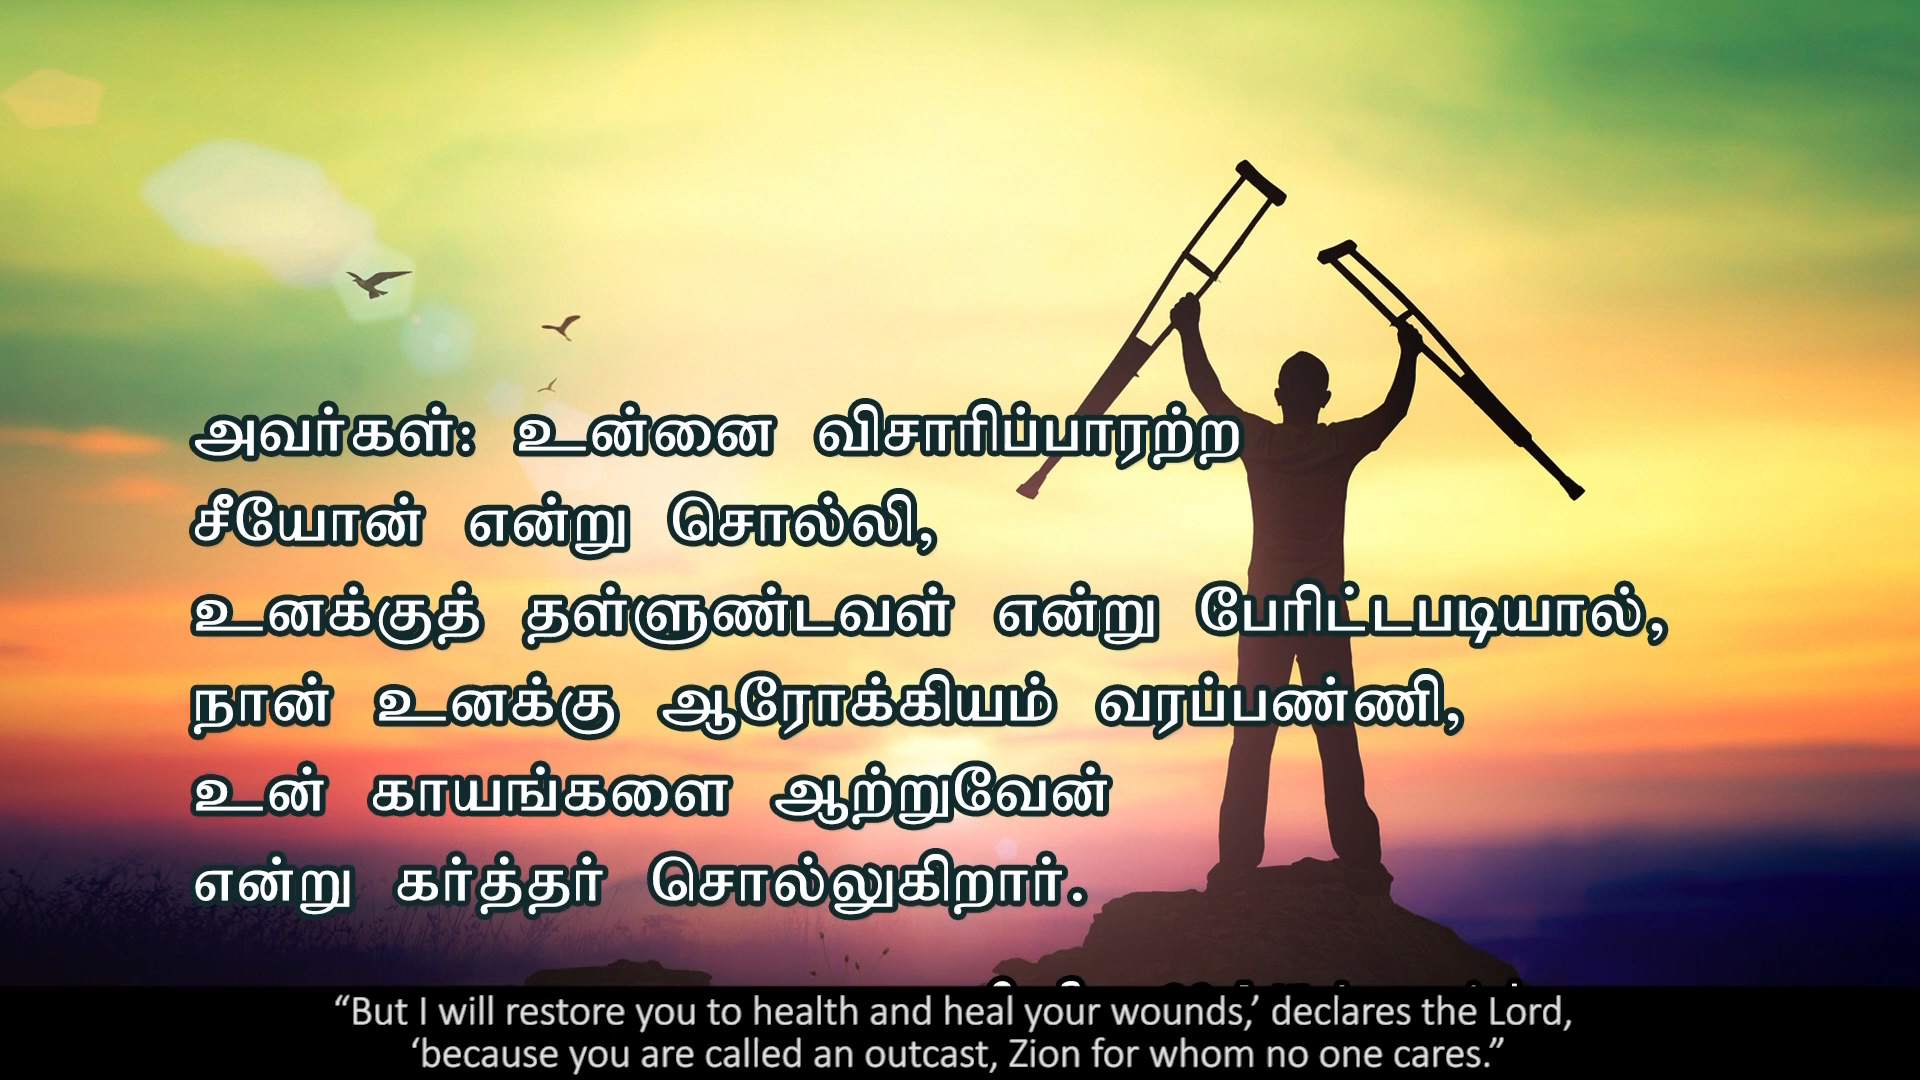 அவர்கள்: உன்னை விசாரிப்பாரற்ற
சீயோன் என்று சொல்லி,
உனக்குத் தள்ளுண்டவள் என்று பேரிட்டபடியால்,
நான் உனக்கு ஆரோக்கியம் வரப்பண்ணி,
உன் காயங்களை ஆற்றுவேன்
என்று கர்த்தர் சொல்லுகிறார்.
“But I will restore you to health and heal your wounds,’ declares the Lord,
‘because you are called an outcast, Zion for whom no one cares.”